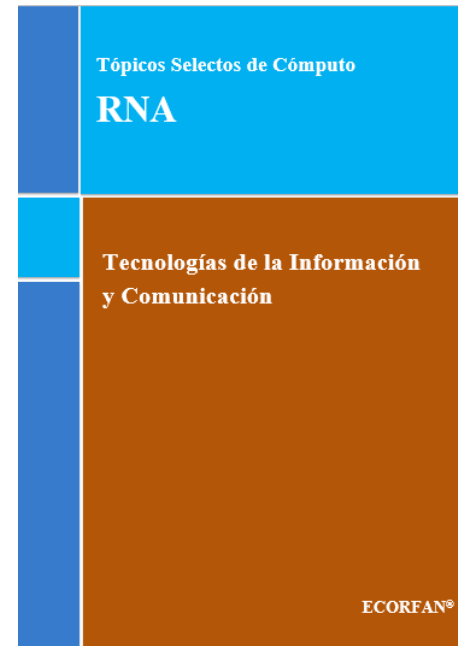 Tópicos Selectos de Cómputo
RNA
Tecnologías de la Información
y Comunicación
ECORFAN®